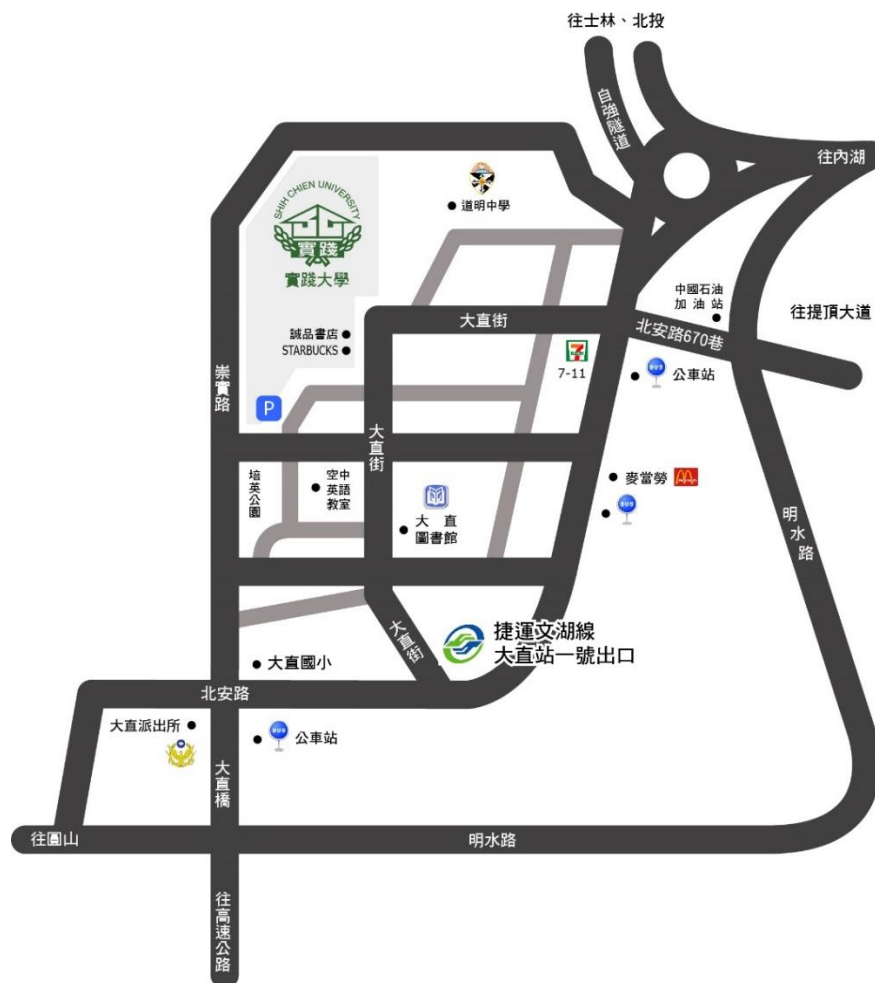 往士林、北投
自強隧道
往內湖
SHIH CHIEN UNIVERSITY
實踐
實踐大學
道明中學
中國石油
加油站
往提頂大道
大直街
北安路670巷
誠品書店
STARBUCKS
7-11
BUS
公車站
崇實路
P
大直街
麥當勞
BUS
培英公園
空中
英語
教室
大直
圖書館
明水路
大直街
捷運文湖線
大直站一號出口
大直國小
北安路
大直派出所
BUS
公車站
大直橋
往圓山
明水路
往高速公路